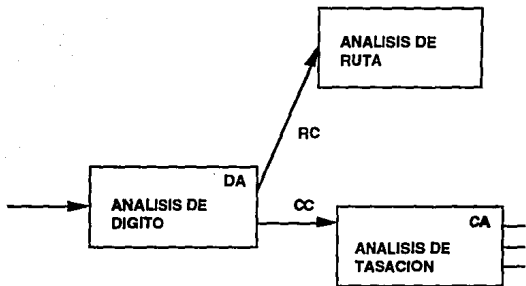 ANALISIS DE
RUTA
RC
DA
ANALISIS DE
DIGITO
CC
CA
ANALISIS DE
TASACION